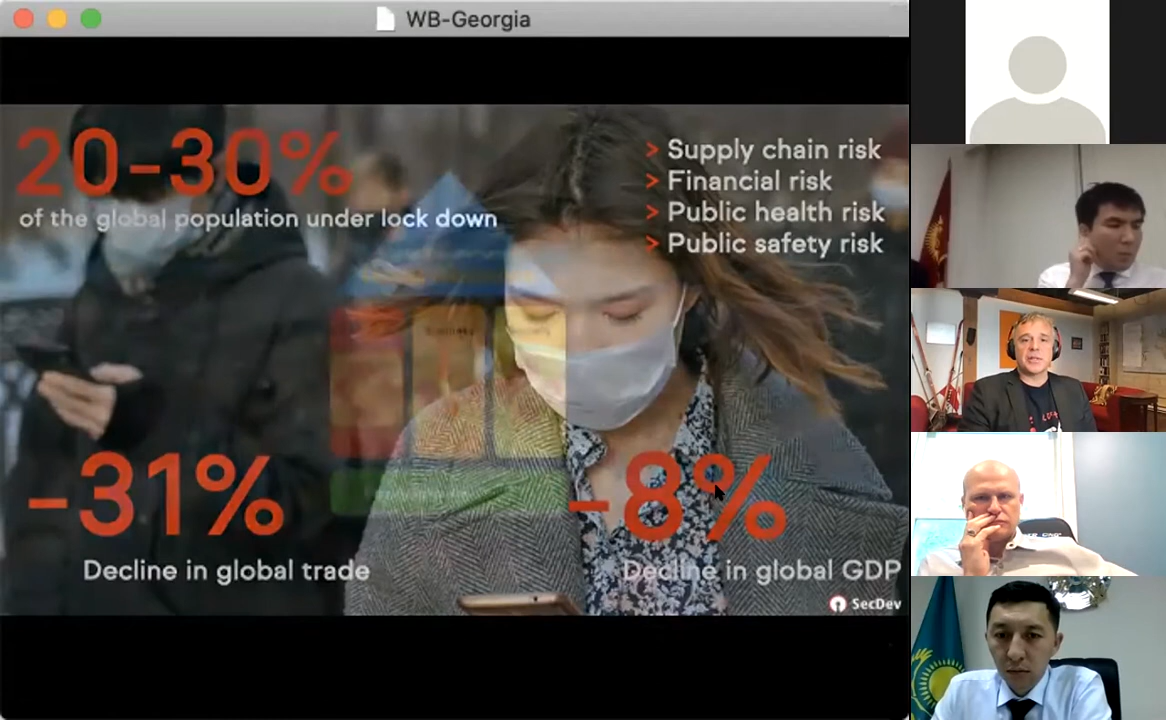 WB-Georgia
20-30%
of the global population under lock down
> Supply chain risk
> Financial risk
> Public health risk
> Public safety risk
-31%
Decline in global trade
-8%
Decline in global GDP
SecDev